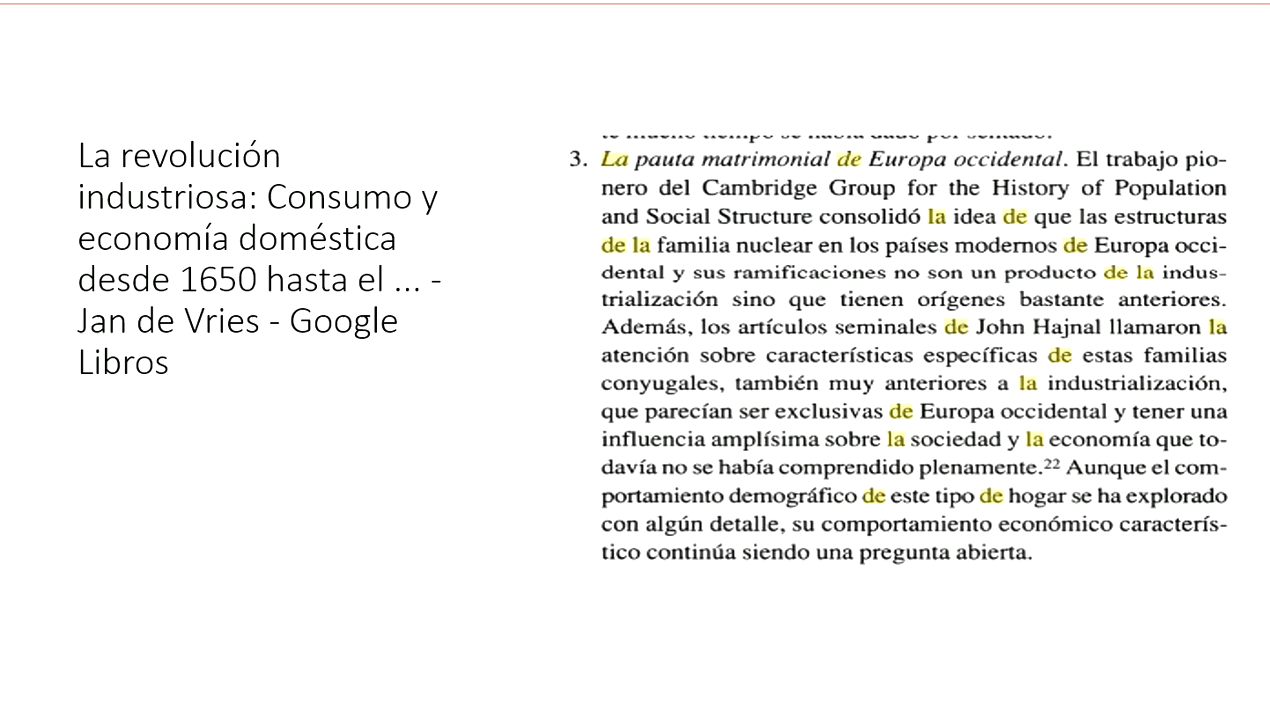 La revolución
industriosa: Consumo y
economía doméstica
desde 1650 hasta el ... -
Jan de Vries - Google
Libros
3. La pauta matrimonial de Europa occidental. El trabajo pio-
nero del Cambridge Group for the History of Population
and Social Structure consolidó la idea de que las estructuras
de la familia nuclear en los países modernos de Europa occi-
dental y sus ramificaciones no son un producto de la indus-
trialización sino que tienen orígenes bastante anteriores.
Además, los artículos seminales de John Hajnal llamaron la
atención sobre características específicas de estas familias
conyugales, también muy anteriores a la industrialización,
que parecían ser exclusivas de Europa occidental y tener una
influencia amplísima sobre la sociedad y la economía que to-
davía no se había comprendido plenamente.²² Aunque el com-
portamiento demográfico de este tipo de hogar se ha explorado
con algún detalle, su comportamiento económico caracterís-
tico continúa siendo una pregunta abierta.